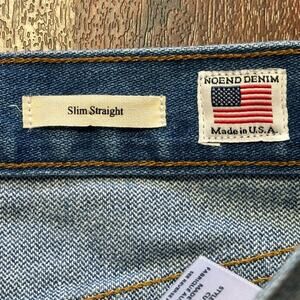 Slim Straight
NOEND DENIM
Made in U.S.A.